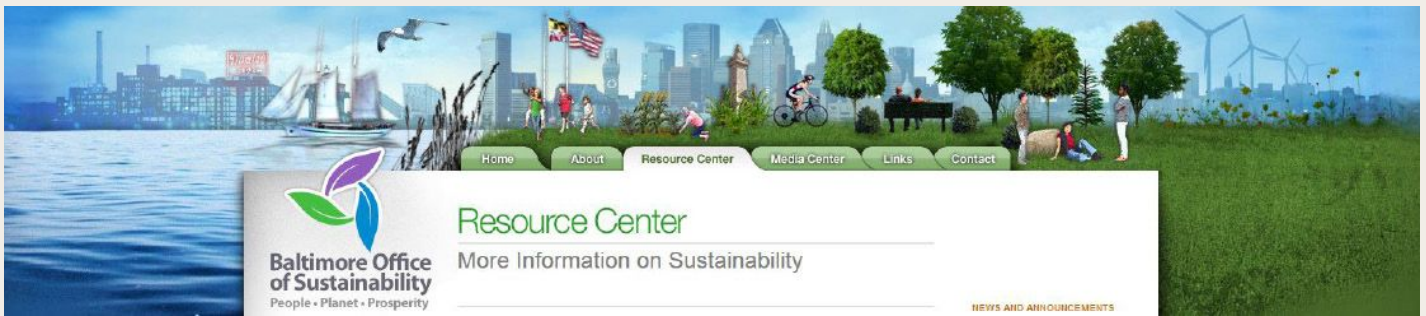 Home About Resource Center Media Center Links Contact
Resource Center
More Information on Sustainability
Baltimore Office
of Sustainability
People • Planet • Prosperity
NEWS AND ANNOUNCEMENTS